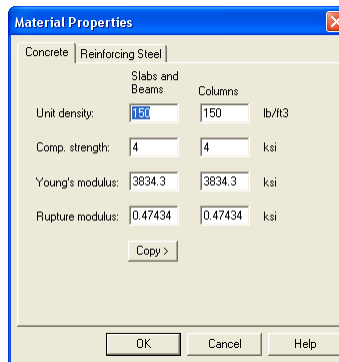 Material Properties
Concrete Reinforcing Steel
Slabs and Beams Columns
Unit density: 150 150 lb/ft3
Comp. strength: 4 4 ksi
Young's modulus: 3834.3 3834.3 ksi
Rupture modulus: 0.47434 0.47434 ksi
Copy >
OK Cancel Help